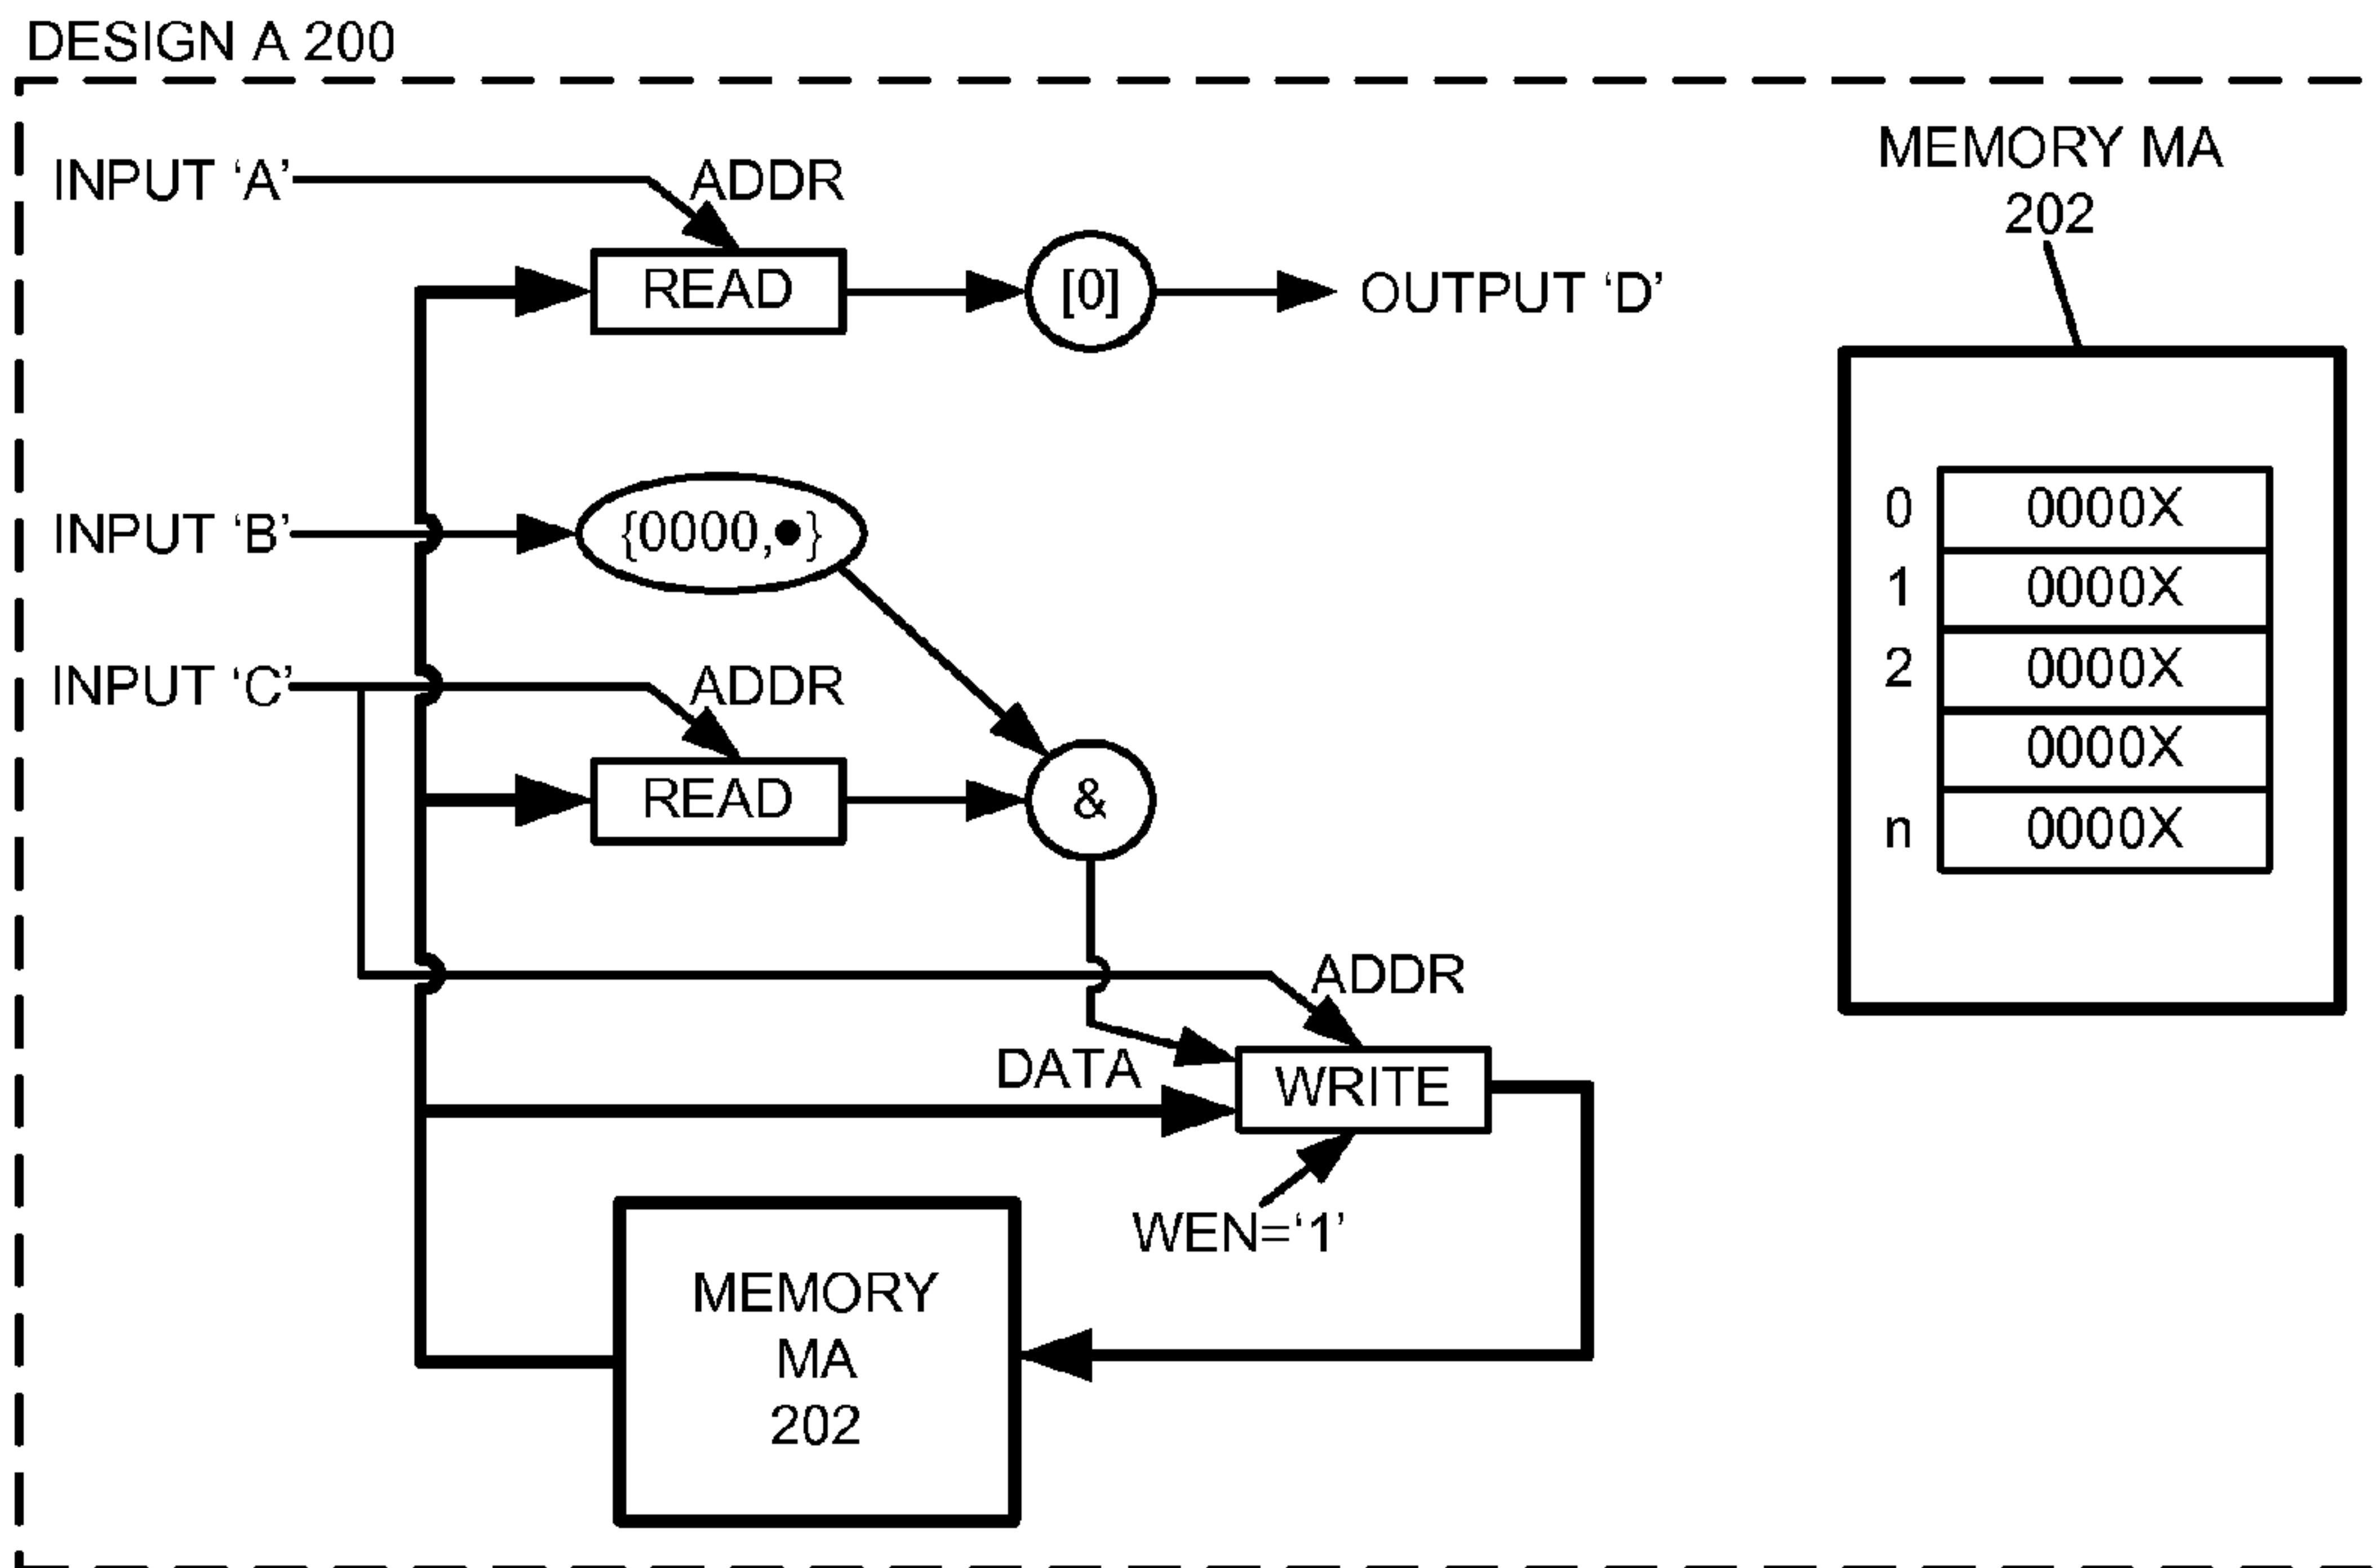 DESIGN A 200
INPUT ‘A’
ADDR
READ
[0]
OUTPUT ‘D’
MEMORY MA
202
INPUT ‘B’
{0000,●}
INPUT ‘C’
ADDR
READ
&
0 0000X
1 0000X
2 0000X
0000X
n 0000X
ADDR
DATA
WRITE
WEN=‘1’
MEMORY
MA
202